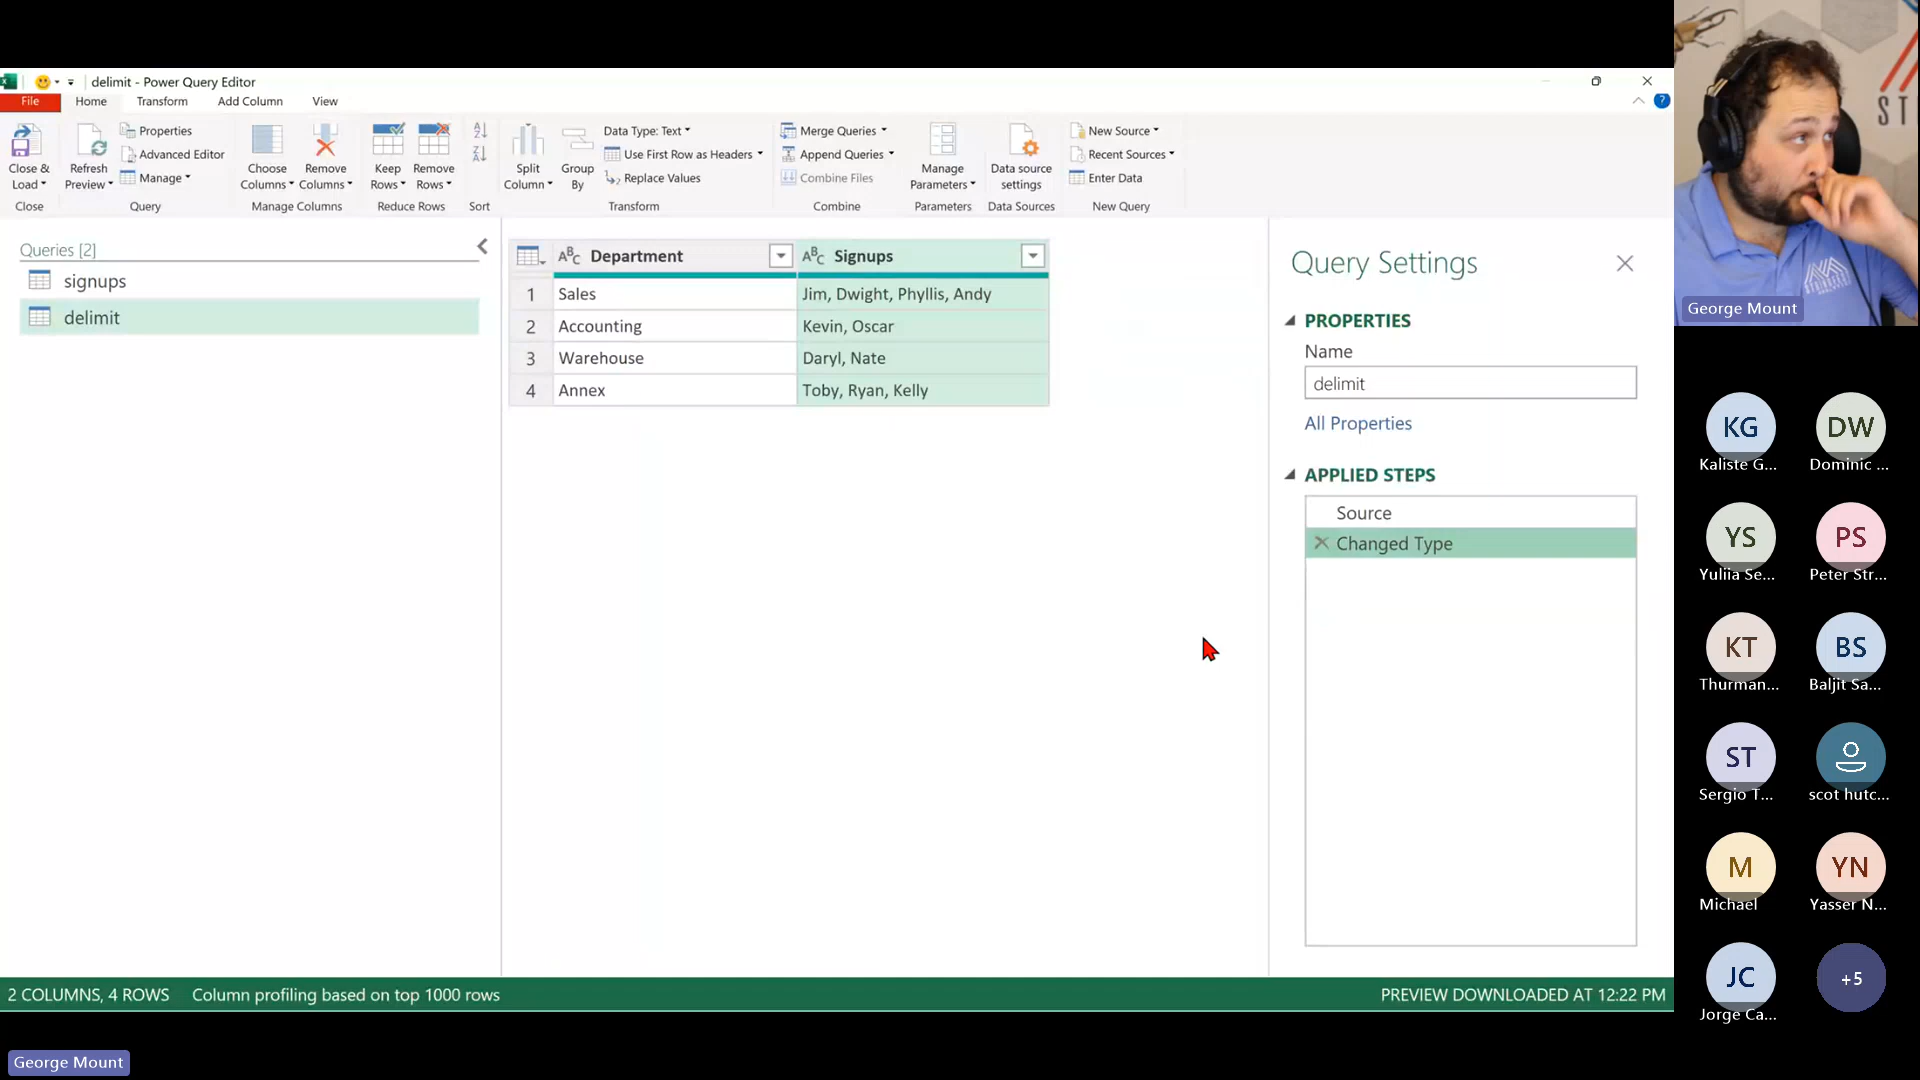 delimit - Power Query Editor
File
Home
Transform
Add Column
View
Close & Load
Refresh Preview
Properties
Advanced Editor
Manage
Choose Columns
Remove Columns
Keep Rows
Remove Rows
Split Column
Group By
Data Type: Text
Use First Row as Headers
Replace Values
Merge Queries
Append Queries
Combine Files
Manage Parameters
Data source settings
New Source
Recent Sources
Enter Data
Close
Query
Manage Columns
Reduce Rows
Sort
Transform
Combine
Parameters
Data Sources
New Query
Queries [2]
signups
delimit
ABC Department
ABC Signups
1 Sales Jim, Dwight, Phyllis, Andy
2 Accounting Kevin, Oscar
3 Warehouse Daryl, Nate
4 Annex Toby, Ryan, Kelly
Query Settings
PROPERTIES
Name
delimit
All Properties
APPLIED STEPS
Source
Changed Type
2 COLUMNS, 4 ROWS
Column profiling based on top 1000 rows
PREVIEW DOWNLOADED AT 12:22 PM
George Mount
ST
George Mount
KG
Kaliste G...
DW
Dominic ...
YS
Yuliia Se...
PS
Peter Str...
KT
Thurman...
BS
Baljit Sa...
ST
Sergio T...
scot hutc...
M
Michael
YN
Yasser N...
JC
Jorge Ca...
+5